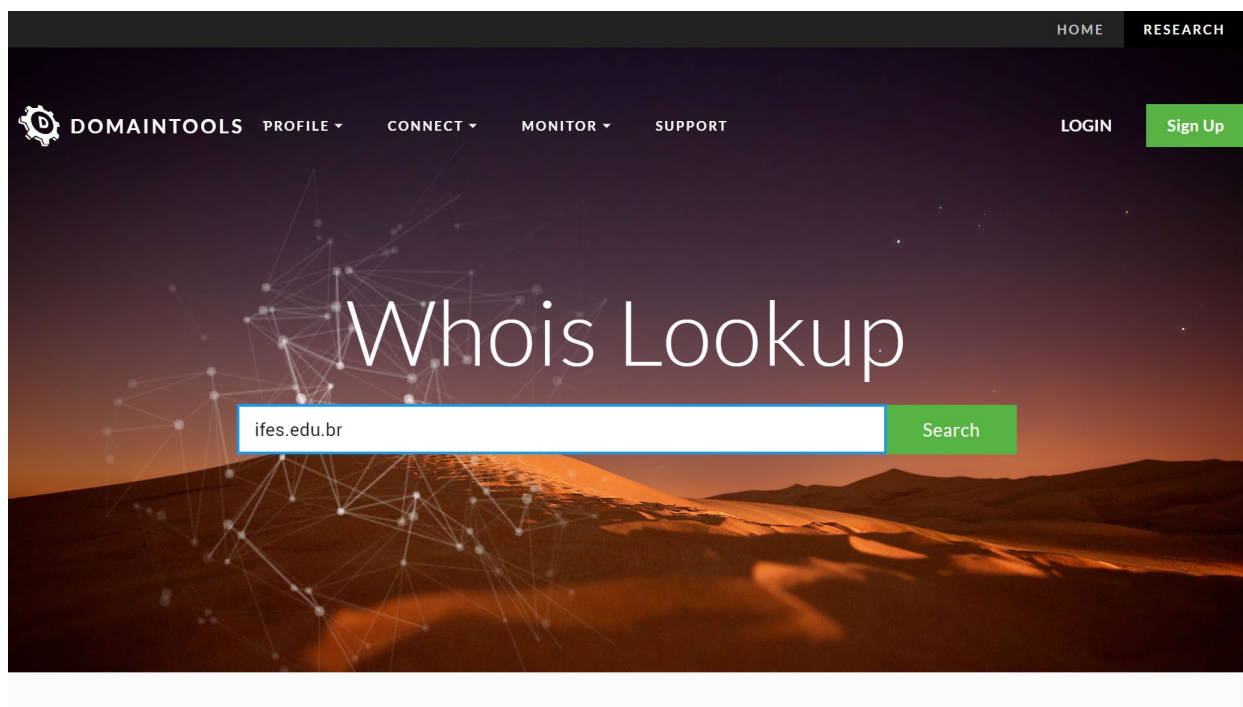 HOME RESEARCH
DOMAINTOOLS PROFILE CONNECT MONITOR SUPPORT LOGIN Sign Up
Whois Lookup
ifes.edu.br Search